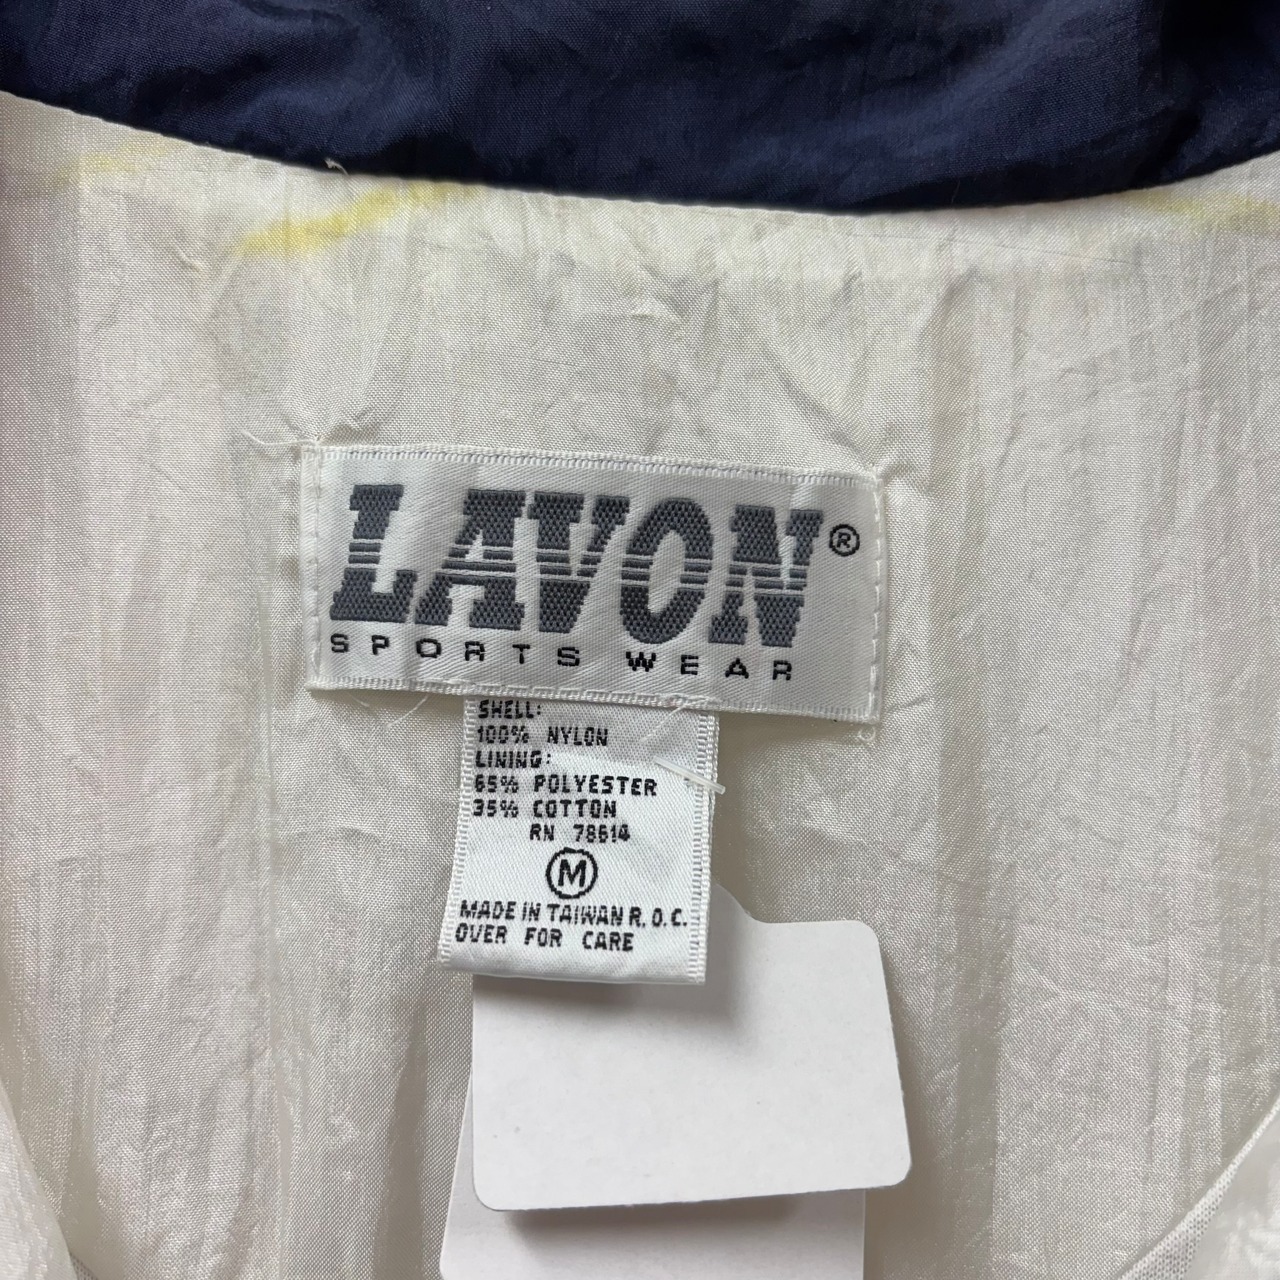 LAVON®
SPORTS WEAR
SHELL:
100% NYLON
LINING:
65% POLYESTER
35% COTTON
RN 78614
M
MADE IN TAIWAN R.O.C.
OVER FOR CARE